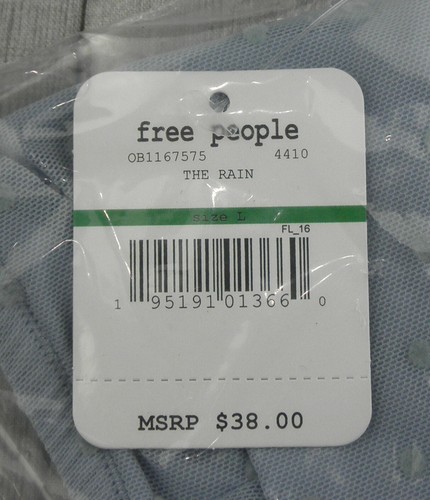 free people
OB1167575 4410
THE RAIN
size L
FL_16
1 95191 01366 0
MSRP $38.00